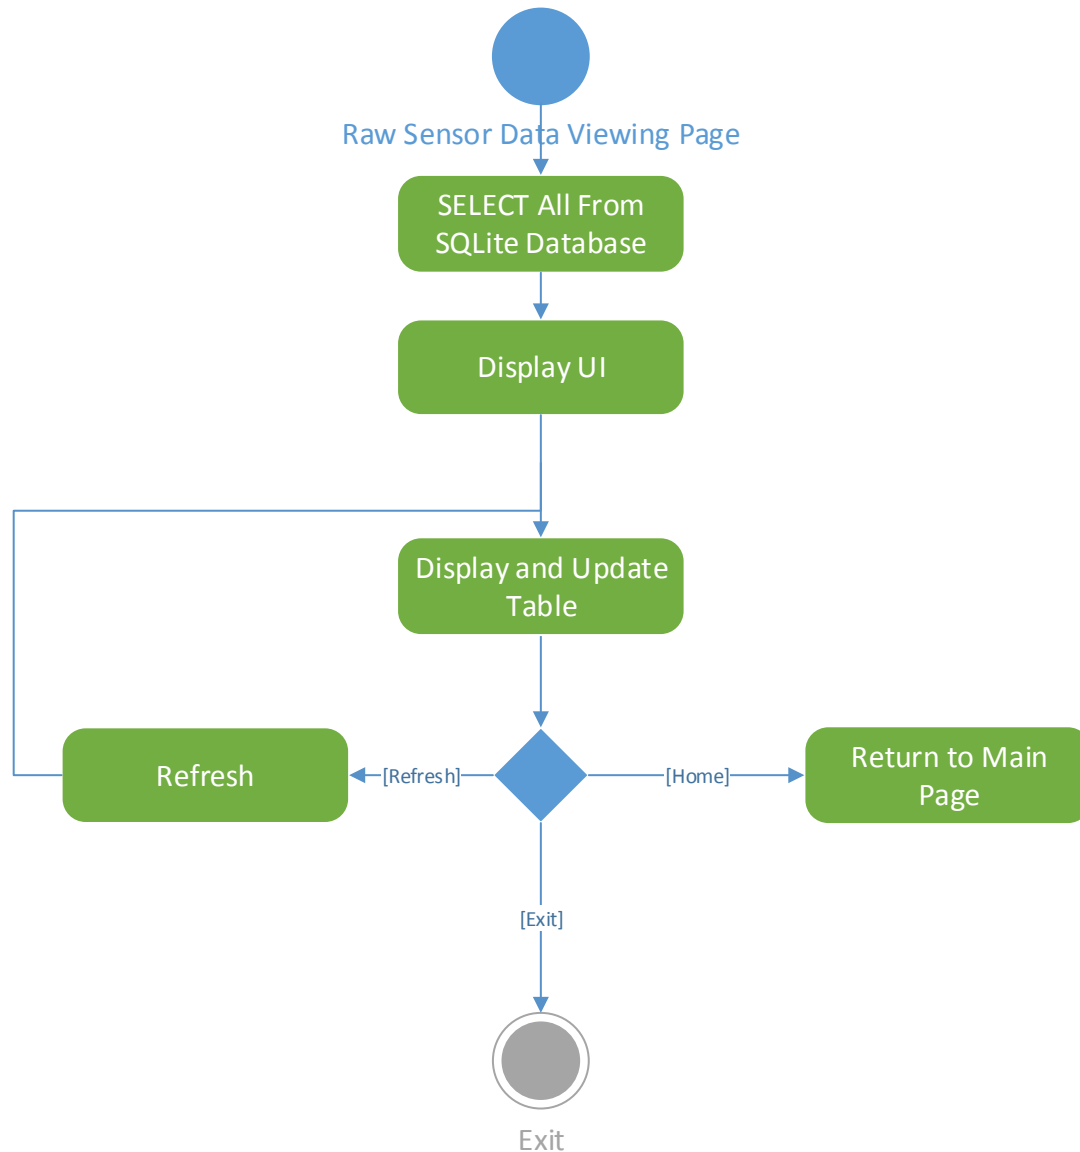 Raw Sensor Data Viewing Page
SELECT All From
SQLite Database
Display UI
Display and Update
Table
Refresh
[Refresh]
[Home]
Return to Main
Page
[Exit]
Exit